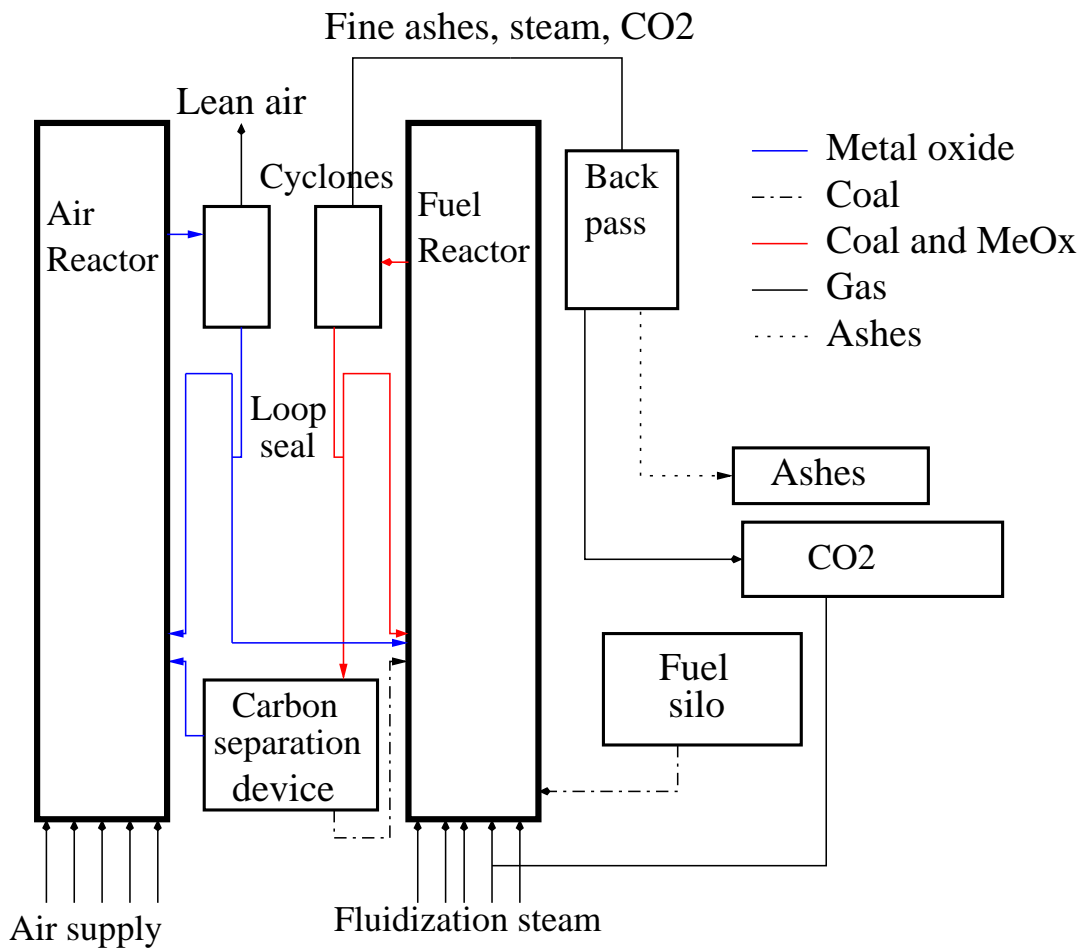 Fine ashes, steam, CO2
Lean air
Cyclones
Air
Reactor
Fuel
Reactor
Back
pass
Metal oxide
Coal
Coal and MeOx
Gas
Ashes
Loop
seal
Ashes
CO2
Fuel
silo
Carbon
separation
device
Air supply
Fluidization steam